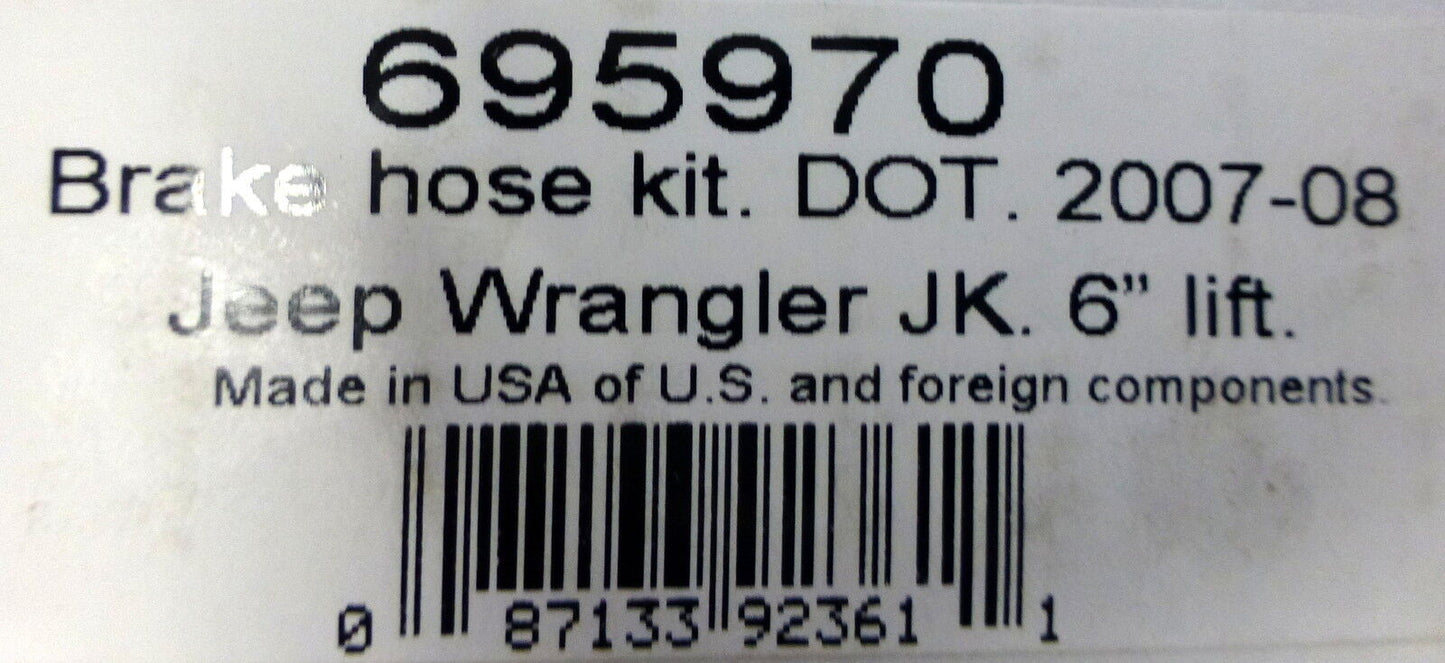 695970
Brake hose kit. DOT. 2007-08
Jeep Wrangler JK. 6” lift.
Made in USA of U.S. and foreign components.
0 87133 92361 1